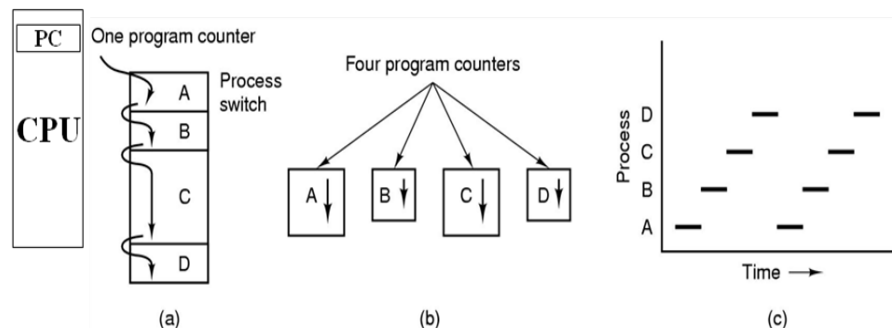 PC
CPU
One program counter
Process
switch
A
B
C
D
(a)
Four program counters
A
B
C
D
(b)
Process
D
C
B
A
Time
(c)